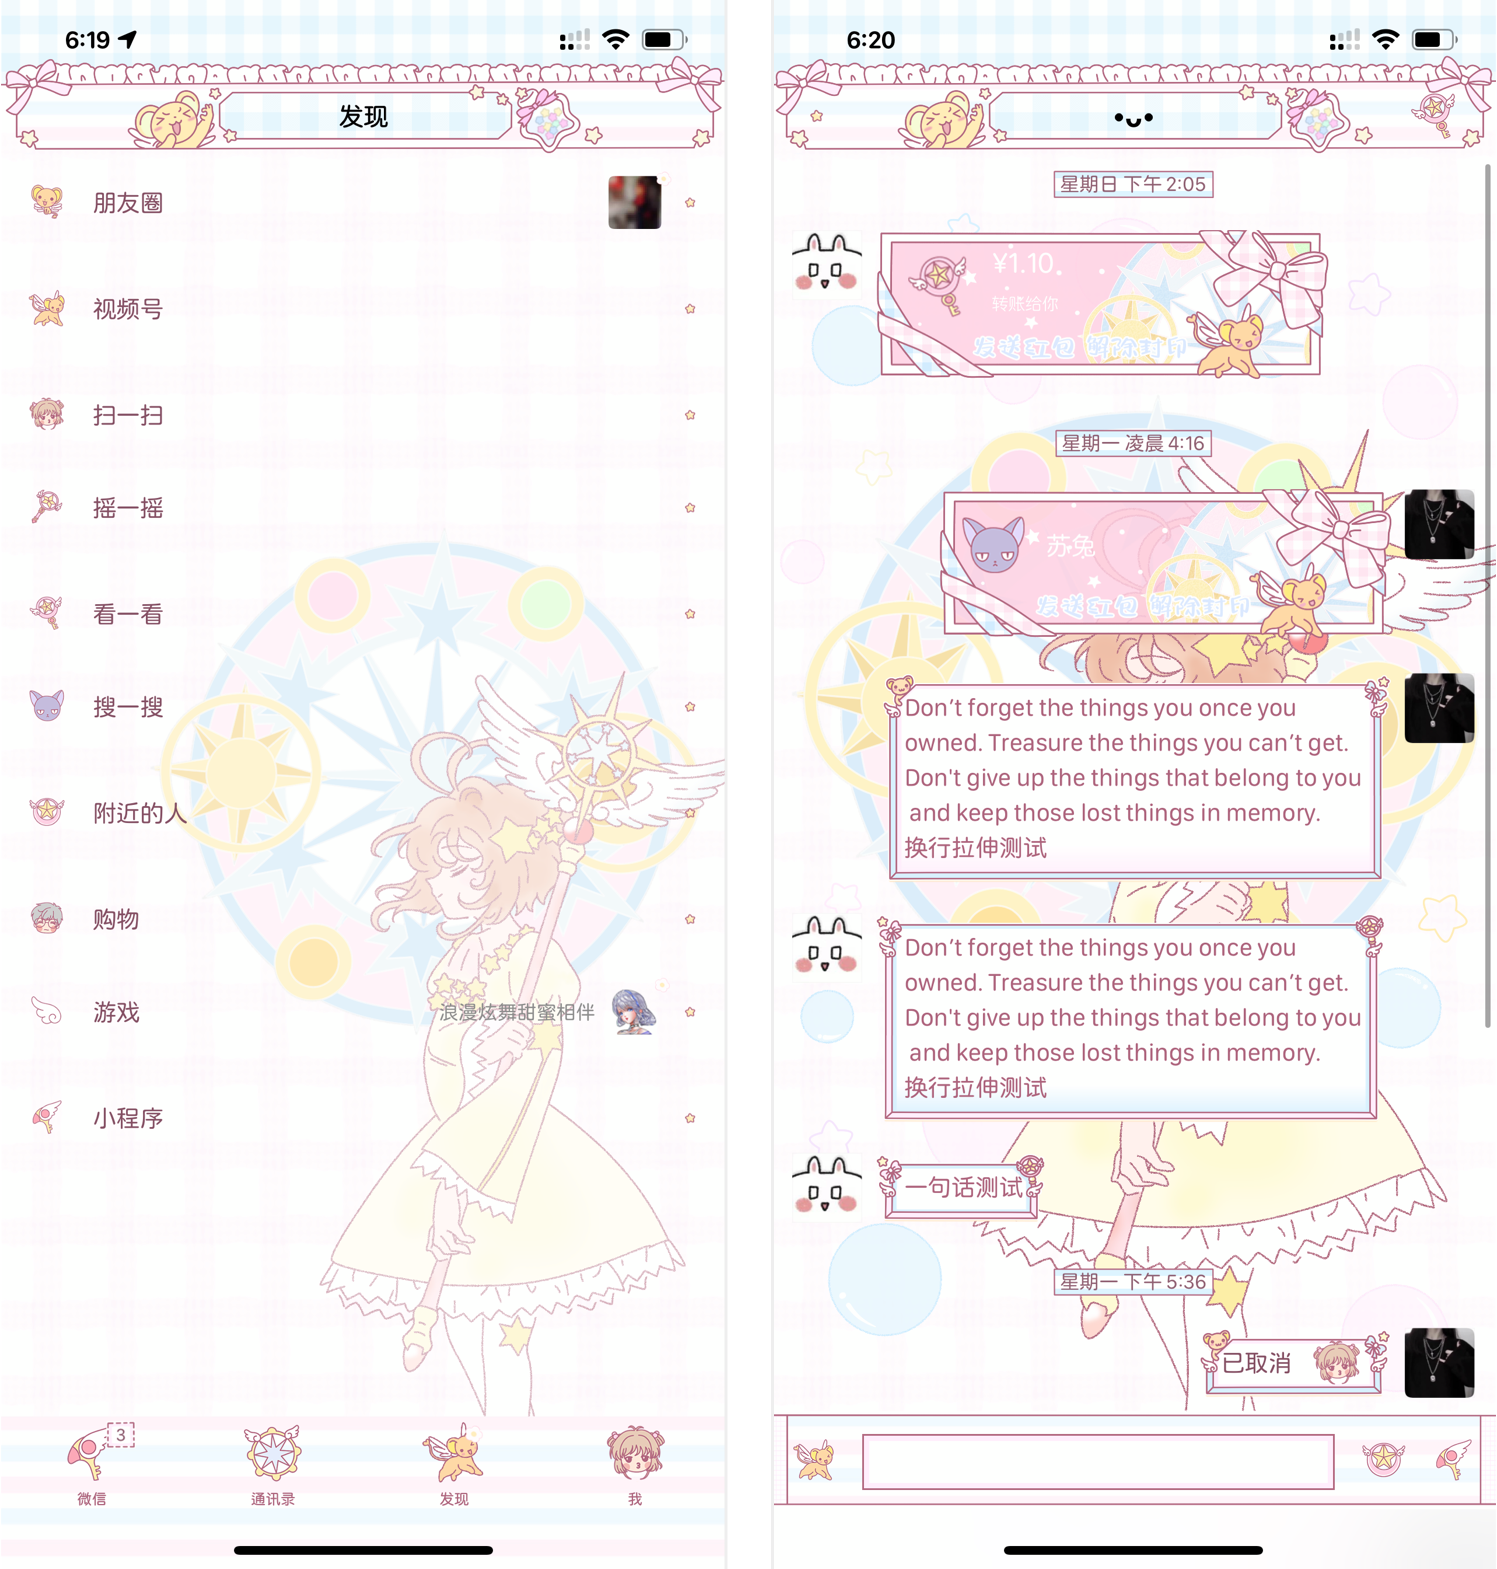 6:19
发现
朋友圈
视频号
扫一扫
摇一摇
看一看
搜一搜
附近的人
购物
游戏
浪漫炫舞甜蜜相伴
小程序
3
微信
通讯录
发现
我
6:20
星期日 下午 2:05
¥1.10
转账给你
发送红包 解除封印
星期一 凌晨 4:16
苏兔
发送红包 解除封印
Don’t forget the things you once you
owned. Treasure the things you can’t get.
Don't give up the things that belong to you
and keep those lost things in memory.
换行拉伸测试
Don’t forget the things you once you
owned. Treasure the things you can’t get.
Don't give up the things that belong to you
and keep those lost things in memory.
换行拉伸测试
一句话测试
星期一 下午 5:36
已取消